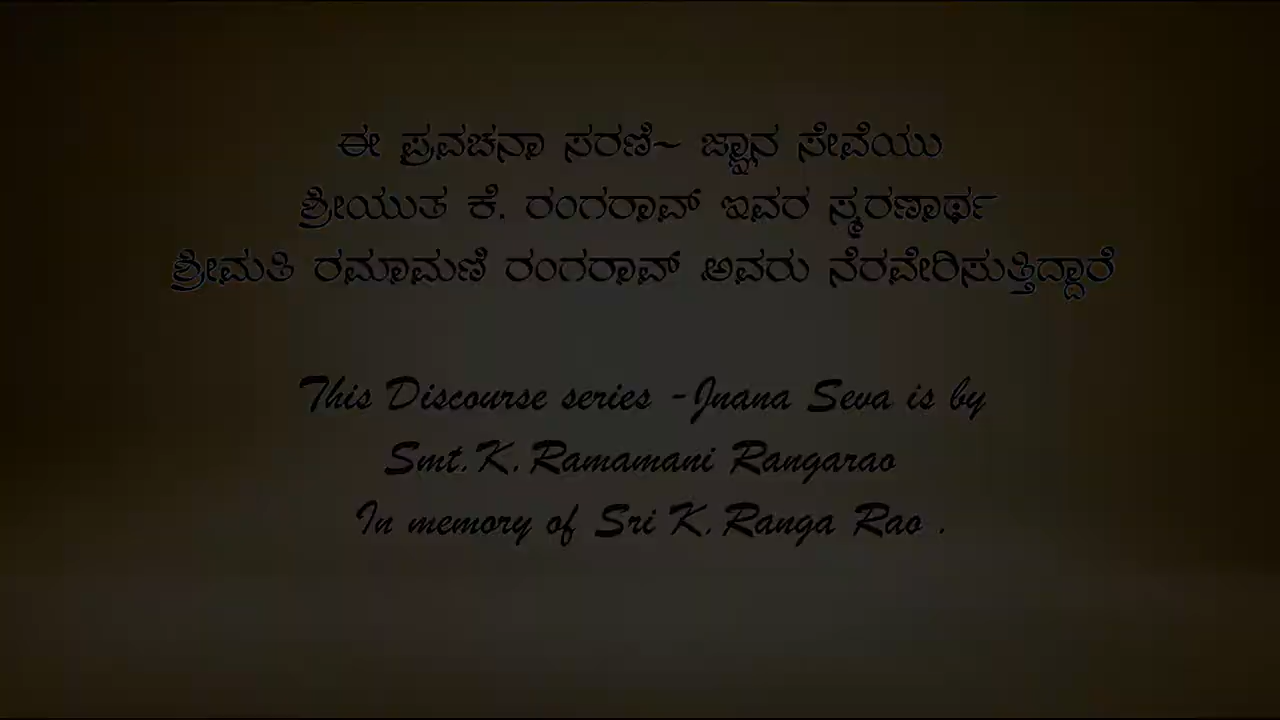 ಈ ಪ್ರವಚನಾ ಸರಣಿ~ ಜ್ಞಾನ ಸೇವೆಯು
ಶ್ರೀಯುತ ಕೆ. ರಂಗರಾವ್ ಇವರ ಸ್ಮರಣಾರ್ಥ
ಶ್ರೀಮತಿ ರಮಾಮಣಿ ರಂಗರಾವ್ ಅವರು ನೆರವೇರಿಸುತ್ತಿದ್ದಾರೆ
This Discourse series -Jnana Seva is by
Smt.K.Ramamani Rangarao
In memory of Sri K.Ranga Rao .